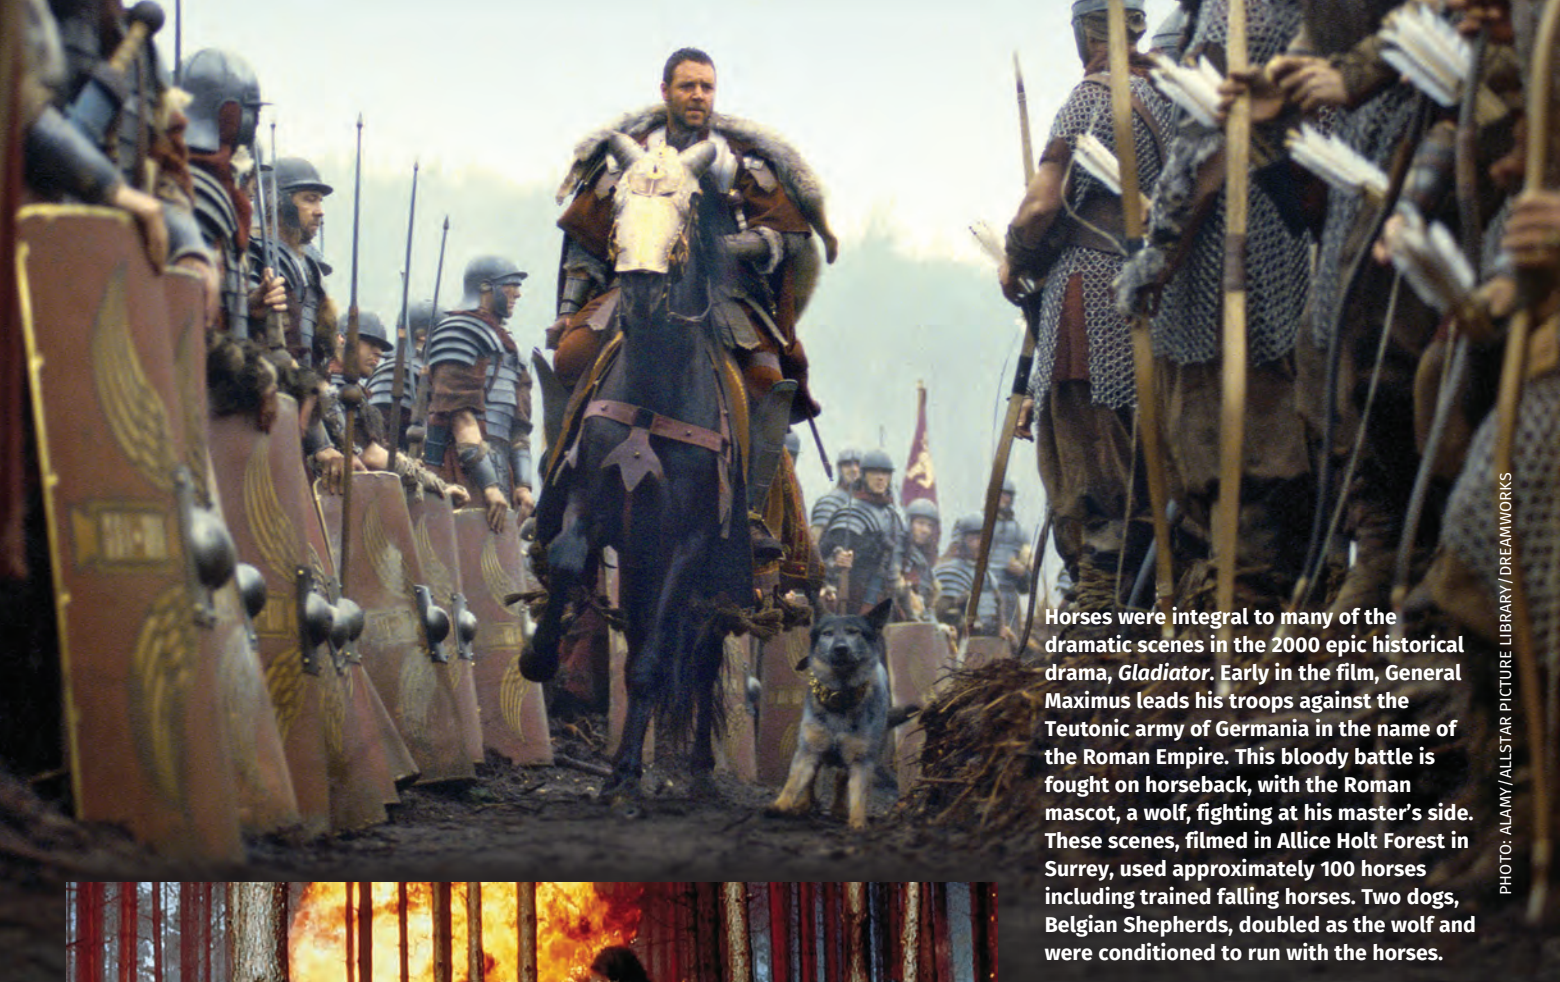 Horses were integral to many of the
dramatic scenes in the 2000 epic historical
drama, Gladiator. Early in the film, General
Maximus leads his troops against the
Teutonic army of Germania in the name of
the Roman Empire. This bloody battle is
fought on horseback, with the Roman
mascot, a wolf, fighting at his master's side.
These scenes, filmed in Allice Holt Forest in
Surrey, used approximately 100 horses
including trained falling horses. Two dogs,
Belgian Shepherds, doubled as the wolf and
were conditioned to run with the horses.
PHOTO: ALAMY/ALLSTAR PICTURE LIBRARY/DREAMWORKS